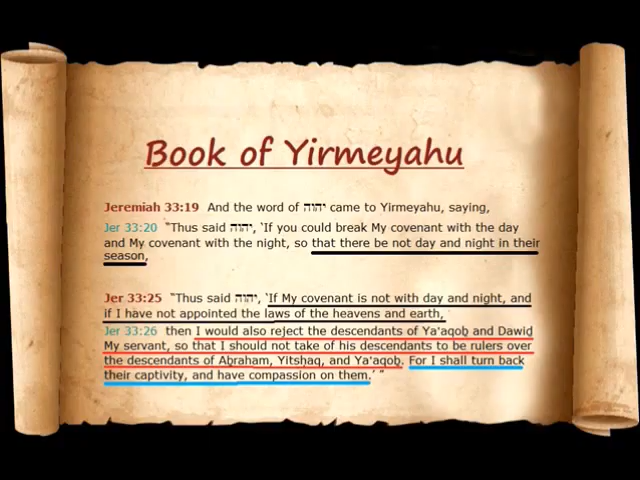 Book of Yirmeyahu
Jeremiah 33:19 And the word of יהוה came to Yirmeyahu, saying,
Jer 33:20 “Thus said יהוה, ‘If you could break My covenant with the day
and My covenant with the night, so that there be not day and night in their
season,
Jer 33:25 “Thus said יהוה, ‘If My covenant is not with day and night, and
if I have not appointed the laws of the heavens and earth,
Jer 33:26 then I would also reject the descendants of Ya‛aqoḇ and Dawiḏ
My servant, so that I should not take of his descendants to be rulers over
the descendants of Aḇraham, Yitsḥaq, and Ya‛aqoḇ. For I shall turn back
their captivity, and have compassion on them.’ ”